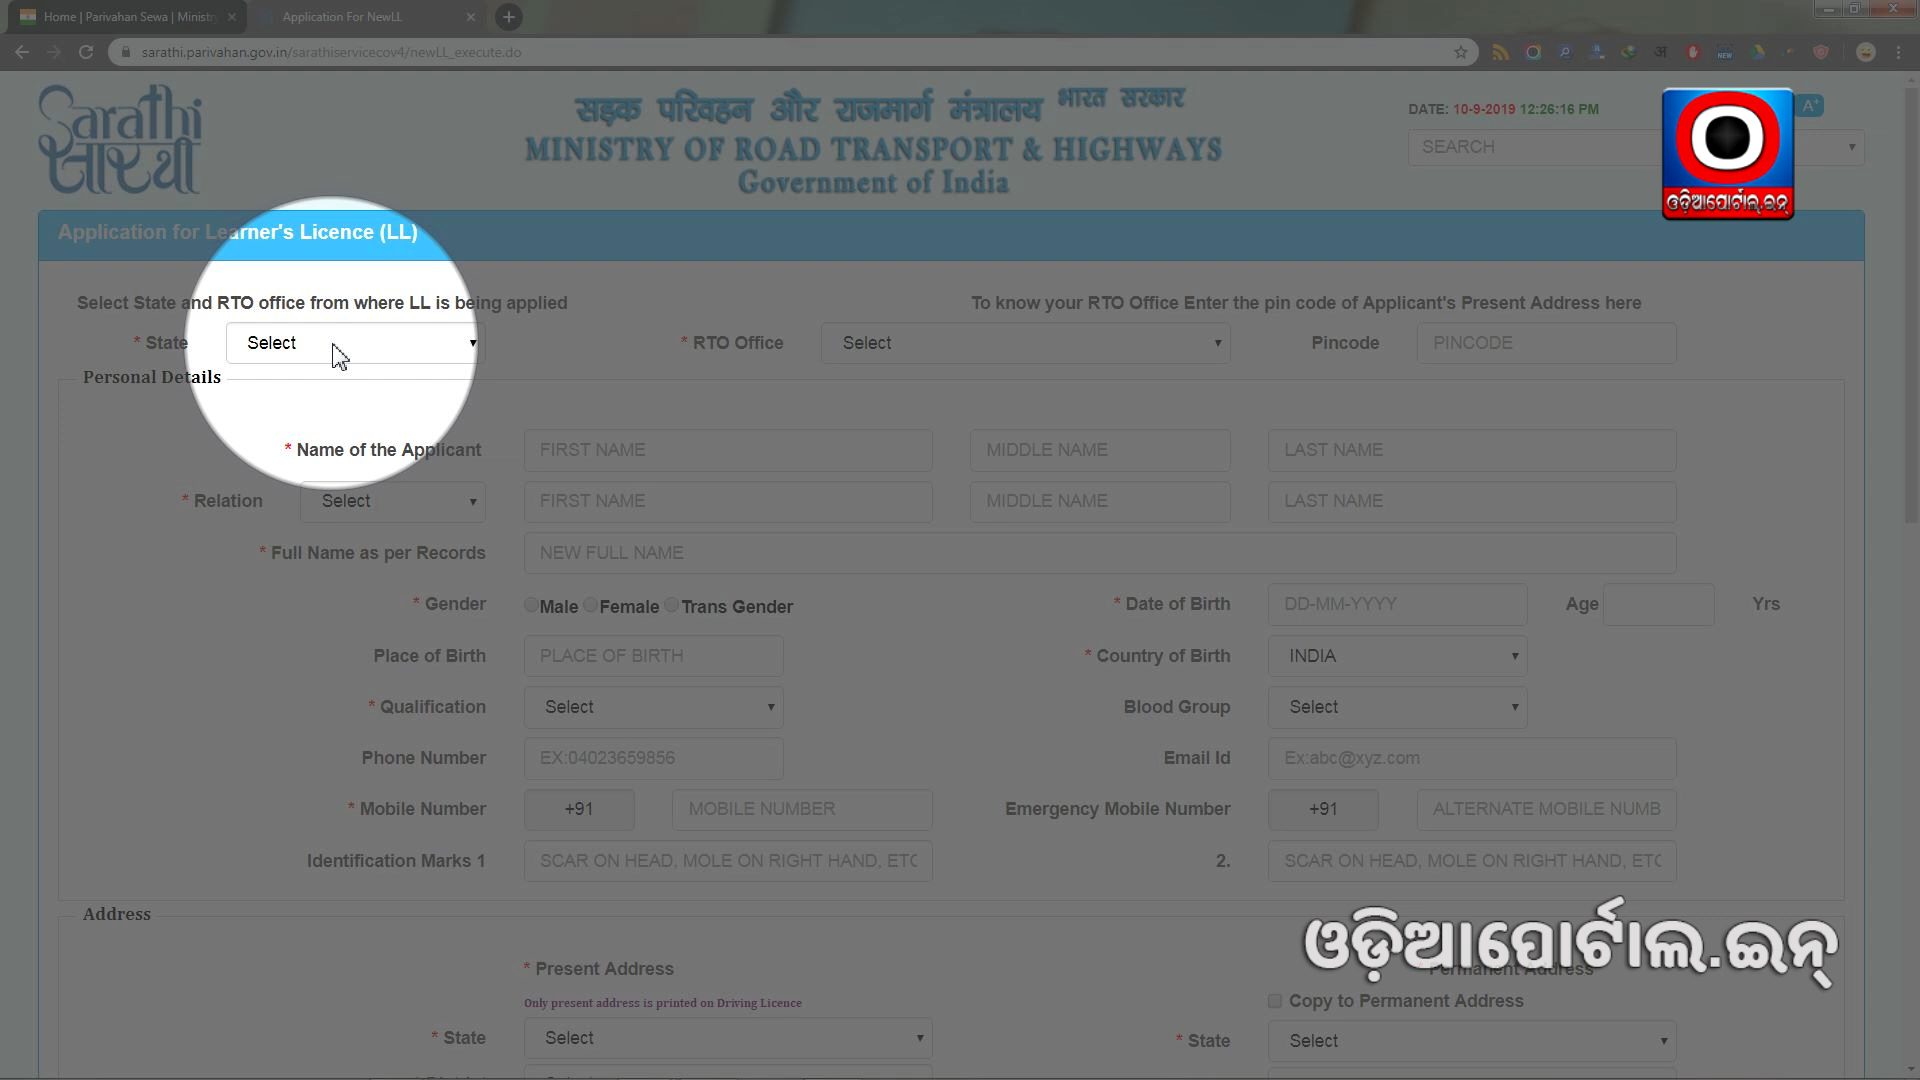 Home | Parivahan Sewa | Ministry
Application For NewLL
sarathi.parivahan.gov.in/sarathiservicecov4/newLL_execute.do
Sarathi
सारथी
सड़क परिवहन और राजमार्ग मंत्रालय भारत सरकार
MINISTRY OF ROAD TRANSPORT & HIGHWAYS
Government of India
DATE: 10-9-2019 12:26:16 PM
A+
SEARCH
ଓଡ଼ିଆପୋର୍ଟାଲ.ଇନ୍
Application for Learner's Licence (LL)
Select State and RTO office from where LL is being applied
To know your RTO Office Enter the pin code of Applicant's Present Address here
* State Select * RTO Office Select Pincode PINCODE
Personal Details
* Name of the Applicant FIRST NAME MIDDLE NAME LAST NAME
* Relation Select FIRST NAME MIDDLE NAME LAST NAME
* Full Name as per Records NEW FULL NAME
* Gender Male Female Trans Gender * Date of Birth DD-MM-YYYY Age Yrs
Place of Birth PLACE OF BIRTH * Country of Birth INDIA
* Qualification Select Blood Group Select
Phone Number EX:04023659856 Email Id Ex:abc@xyz.com
* Mobile Number +91 MOBILE NUMBER Emergency Mobile Number +91 ALTERNATE MOBILE NUMB
Identification Marks 1 SCAR ON HEAD, MOLE ON RIGHT HAND, ETC 2. SCAR ON HEAD, MOLE ON RIGHT HAND, ETC
Address
ଓଡ଼ିଆପୋର୍ଟାଲ.ଇନ୍
* Present Address Permanent Address
Only present address is printed on Driving Licence
Copy to Permanent Address
* State Select * State Select